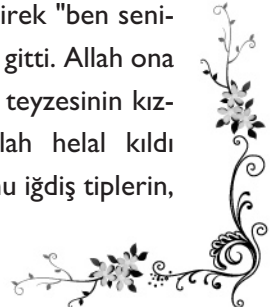 irek "ben seni-
gitti. Allah ona
teyzesinin kız-
lah helal kıldı
u iğdiş tiplerin,